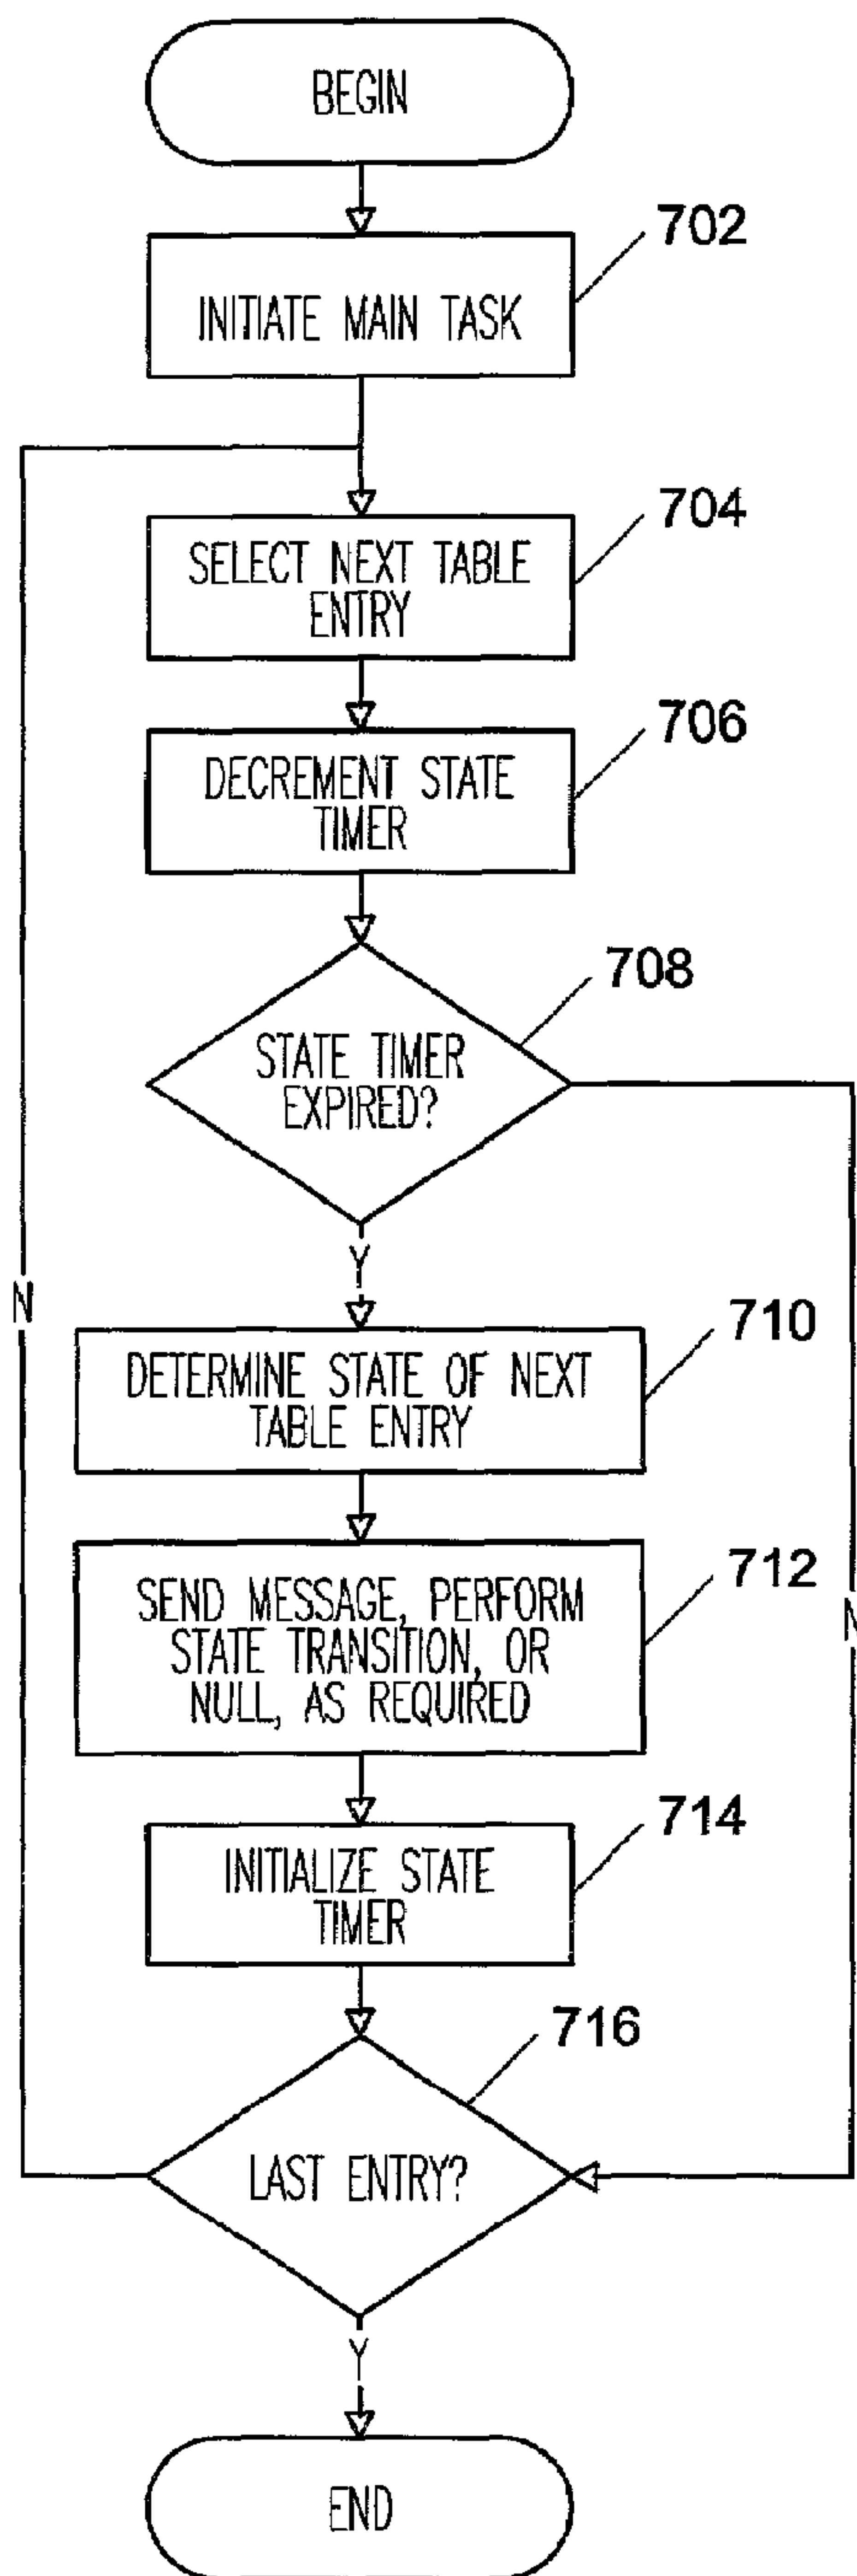 BEGIN
702
INITIATE MAIN TASK
704
SELECT NEXT TABLE
ENTRY
706
DECREMENT STATE
TIMER
708
STATE TIMER
EXPIRED?
Y
N
710
DETERMINE STATE OF NEXT
TABLE ENTRY
712
SEND MESSAGE, PERFORM
STATE TRANSITION, OR
NULL, AS REQUIRED
N
714
INITIALIZE STATE
TIMER
716
LAST ENTRY?
Y
END